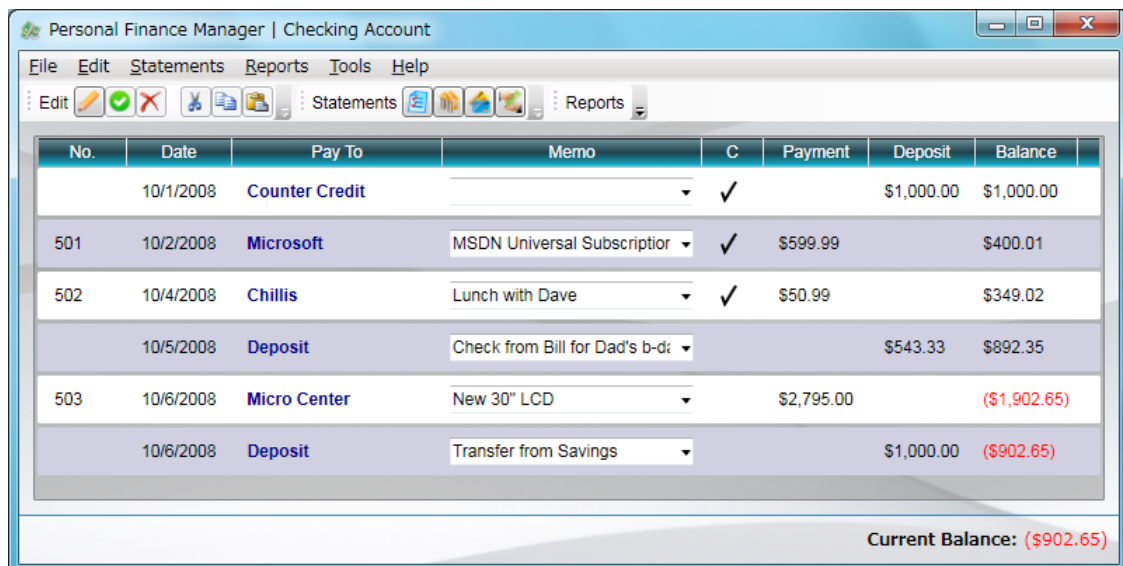 Personal Finance Manager | Checking Account
File Edit Statements Reports Tools Help
Edit Statements Reports
No. Date Pay To Memo C Payment Deposit Balance
10/1/2008 Counter Credit ✓ $1,000.00 $1,000.00
501 10/2/2008 Microsoft MSDN Universal Subscription ✓ $599.99 $400.01
502 10/4/2008 Chillis Lunch with Dave ✓ $50.99 $349.02
10/5/2008 Deposit Check from Bill for Dad's b-da $543.33 $892.35
503 10/6/2008 Micro Center New 30" LCD $2,795.00 ($1,902.65)
10/6/2008 Deposit Transfer from Savings $1,000.00 ($902.65)
Current Balance: ($902.65)